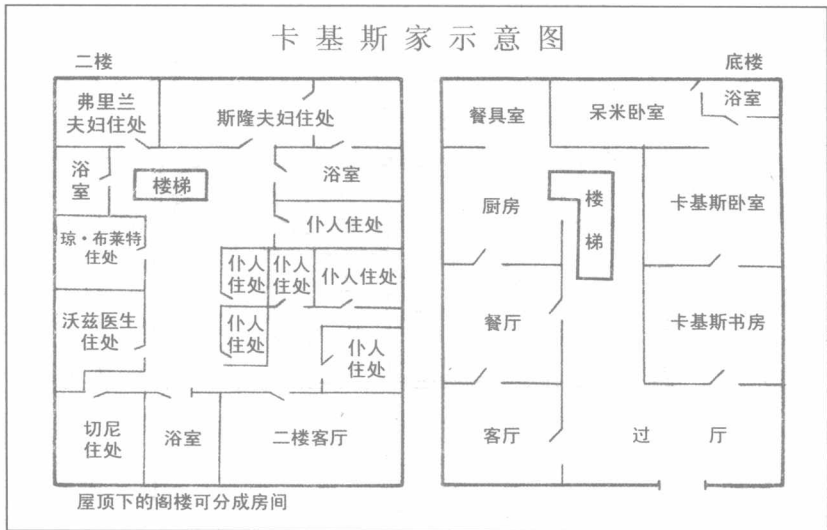 卡基斯家示意图
二楼
弗里兰
夫妇住处
斯隆夫妇住处
浴
室
楼梯
浴室
仆人住处
琼·布莱特
住处
仆人
住处
仆人
住处
仆人住处
沃兹医生
住处
仆人
住处
仆人
住处
切尼
住处
浴室
二楼客厅
屋顶下的阁楼可分成房间
底楼
餐具室
呆米卧室
浴室
厨房
楼
梯
卡基斯卧室
餐厅
卡基斯书房
客厅
过厅